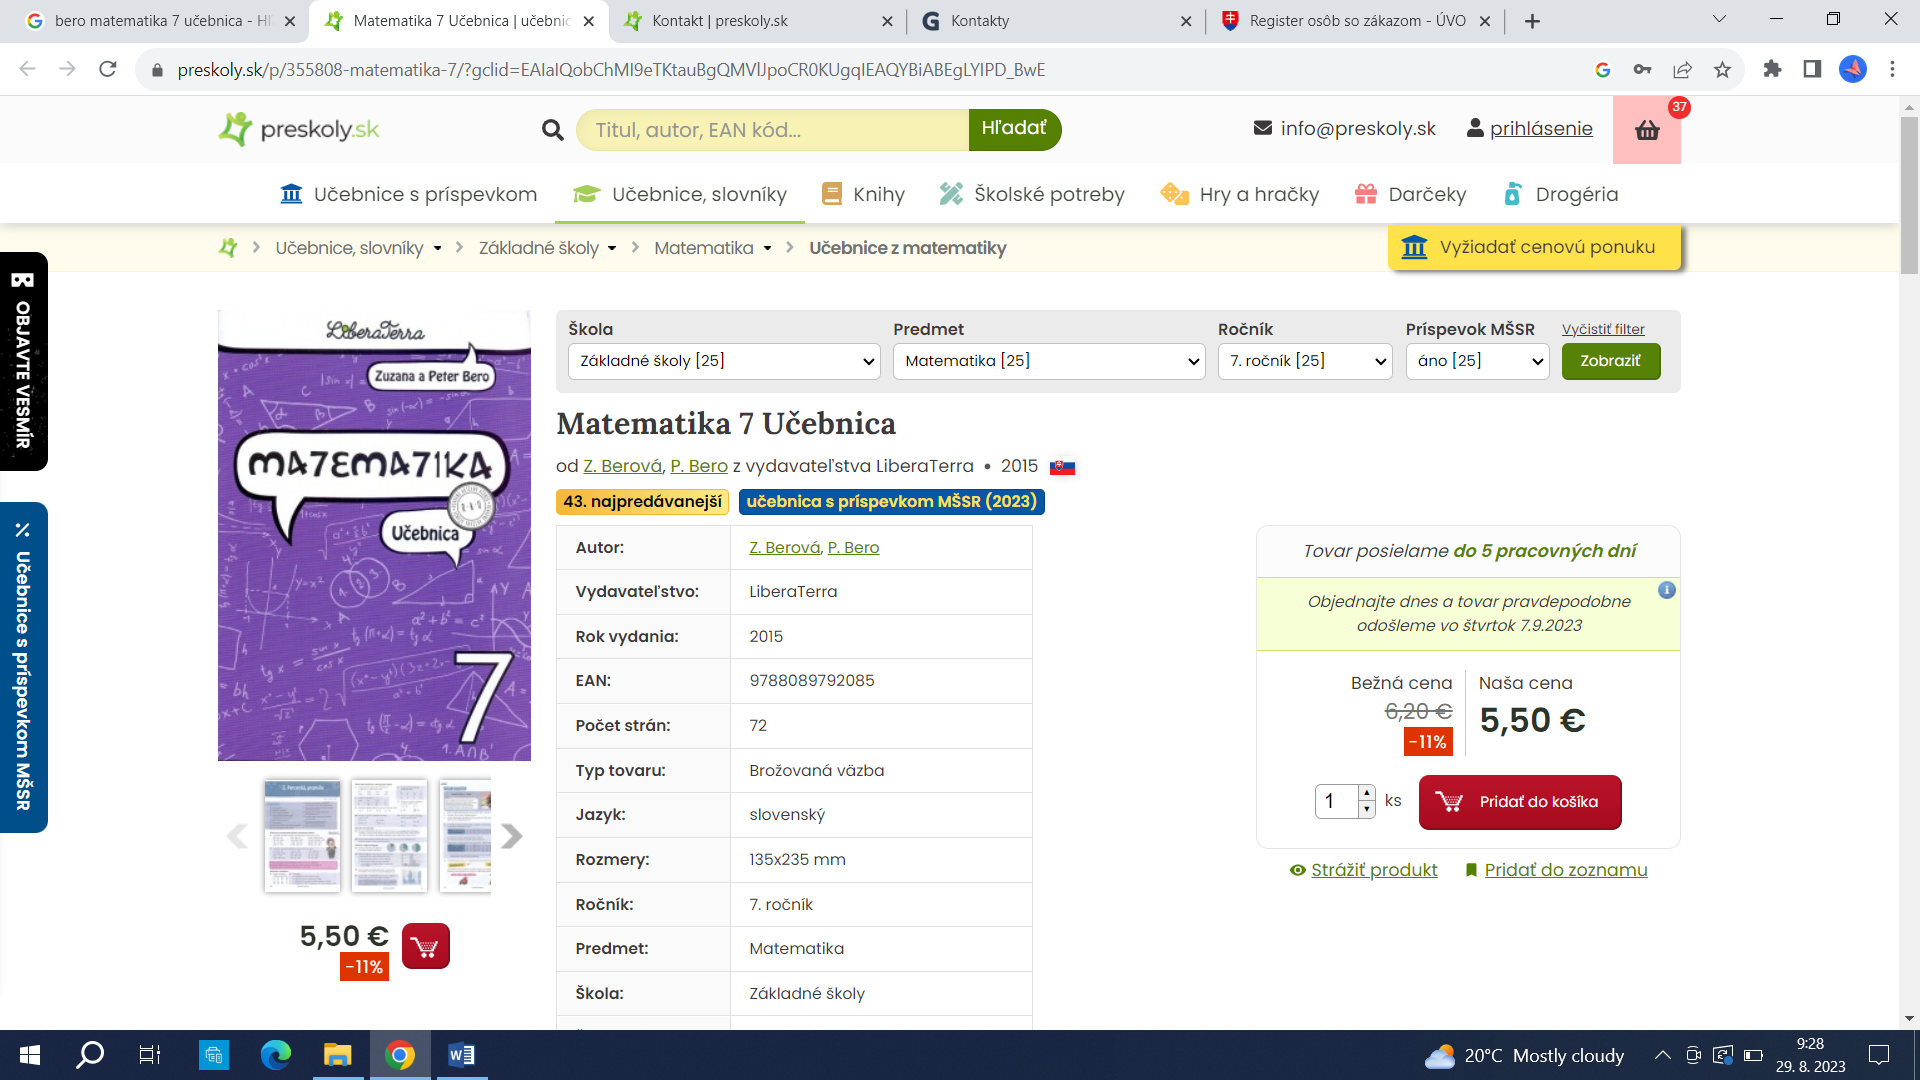 bero matematika 7 učebnica - Hľ
Matematika 7 Učebnica | učebnic
Kontakt | preskoly.sk
Kontakty
Register osôb so zákazom - ÚVO
preskoly.sk/p/355808-matematika-7/?gclid=EAIaIQobChMI9eTKtauBgQMVlJpoCR0KUgqIEAQYBiABEgLYIPD_BwE
preskoly.sk
Titul, autor, EAN kód...
Hľadať
info@preskoly.sk
prihlásenie
37
Učebnice s príspevkom
Učebnice, slovníky
Knihy
Školské potreby
Hry a hračky
Darčeky
Drogéria
Učebnice, slovníky
Základné školy
Matematika
Učebnice z matematiky
Vyžiadať cenovú ponuku
OBJAVTE VESMÍR
Učebnice s príspevkom MŠSR
LiberaTerra
Zuzana a Peter Bero
MA7EMA7IKA
Učebnica
7
Škola
Predmet
Ročník
Príspevok MŠSR
Vyčistiť filter
Základné školy [25]
Matematika [25]
7. ročník [25]
áno [25]
Zobraziť
Matematika 7 Učebnica
od Z. Berová, P. Bero z vydavateľstva LiberaTerra • 2015
43. najpredávanejší
učebnica s príspevkom MŠSR (2023)
Autor: Z. Berová, P. Bero
Vydavateľstvo: LiberaTerra
Rok vydania: 2015
EAN: 9788089792085
Počet strán: 72
Typ tovaru: Brožovaná väzba
Jazyk: slovenský
Rozmery: 135x235 mm
Ročník: 7. ročník
Predmet: Matematika
Škola: Základné školy
Tovar posielame do 5 pracovných dní
Objednajte dnes a tovar pravdepodobne
odošleme vo štvrtok 7.9.2023
Bežná cena
Naša cena
6,20 €
5,50 €
-11%
1
ks
Pridať do košíka
Strážiť produkt
Pridať do zoznamu
5,50 €
-11%
20°C Mostly cloudy
9:28
29. 8. 2023